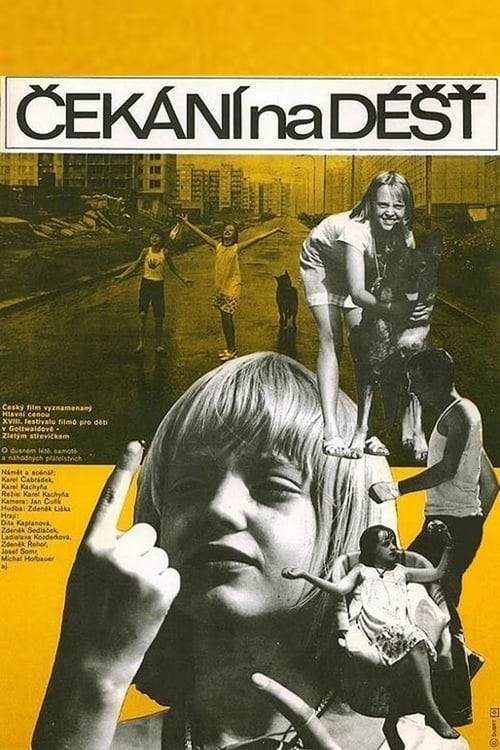 ČEKÁNÍ na DÉŠŤ
Český film vyznamenaný
Hlavní cenou
XVIII. festivalu filmů pro děti
v Gottwaldově -
Zlatým střevíčkem
O dusném létě, samotě
a náhodných přátelstvích
Námět a scénář:
Karel Čabrádek,
Karel Kachyňa
Režie: Karel Kachyňa
Kamera: Jan Čuřík
Hudba: Zdeněk Liška
Hrají:
Dita Kaplanová,
Zdeněk Sedláček,
Ladislava Kozderková,
Zdeněk Řehoř,
Josef Somr,
Michal Hofbauer
aj.